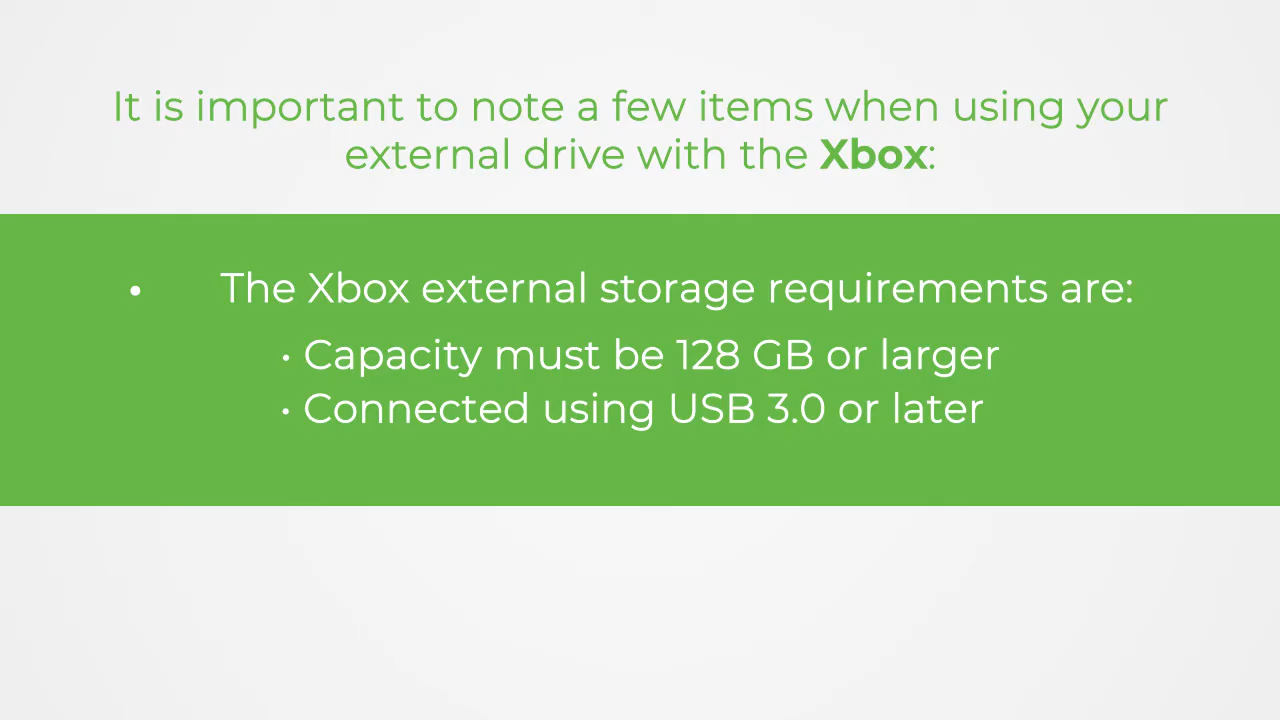 It is important to note a few items when using your
external drive with the Xbox:
• The Xbox external storage requirements are:
• Capacity must be 128 GB or larger
• Connected using USB 3.0 or later